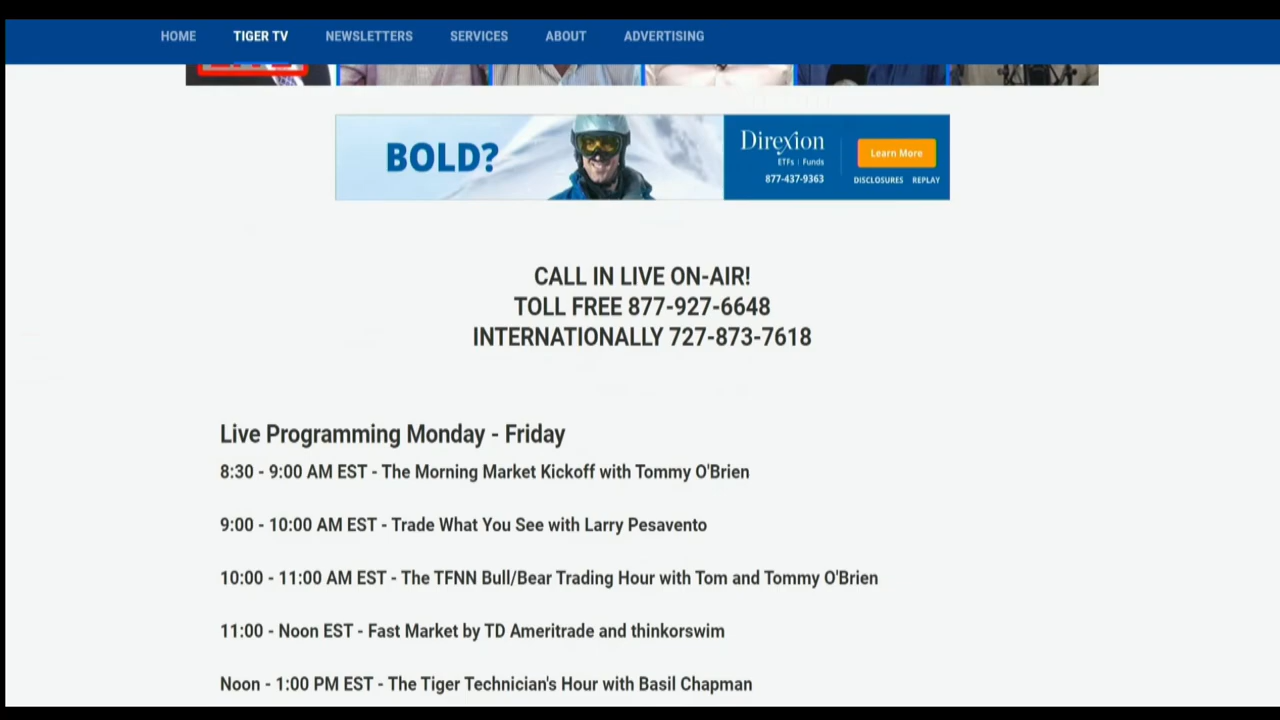 HOME TIGER TV NEWSLETTERS SERVICES ABOUT ADVERTISING
BOLD?
Direxion
ETFs | Funds
877-437-9363
Learn More
DISCLOSURES REPLAY
CALL IN LIVE ON-AIR!
TOLL FREE 877-927-6648
INTERNATIONALLY 727-873-7618
Live Programming Monday - Friday
8:30 - 9:00 AM EST - The Morning Market Kickoff with Tommy O'Brien
9:00 - 10:00 AM EST - Trade What You See with Larry Pesavento
10:00 - 11:00 AM EST - The TFNN Bull/Bear Trading Hour with Tom and Tommy O'Brien
11:00 - Noon EST - Fast Market by TD Ameritrade and thinkorswim
Noon - 1:00 PM EST - The Tiger Technician's Hour with Basil Chapman